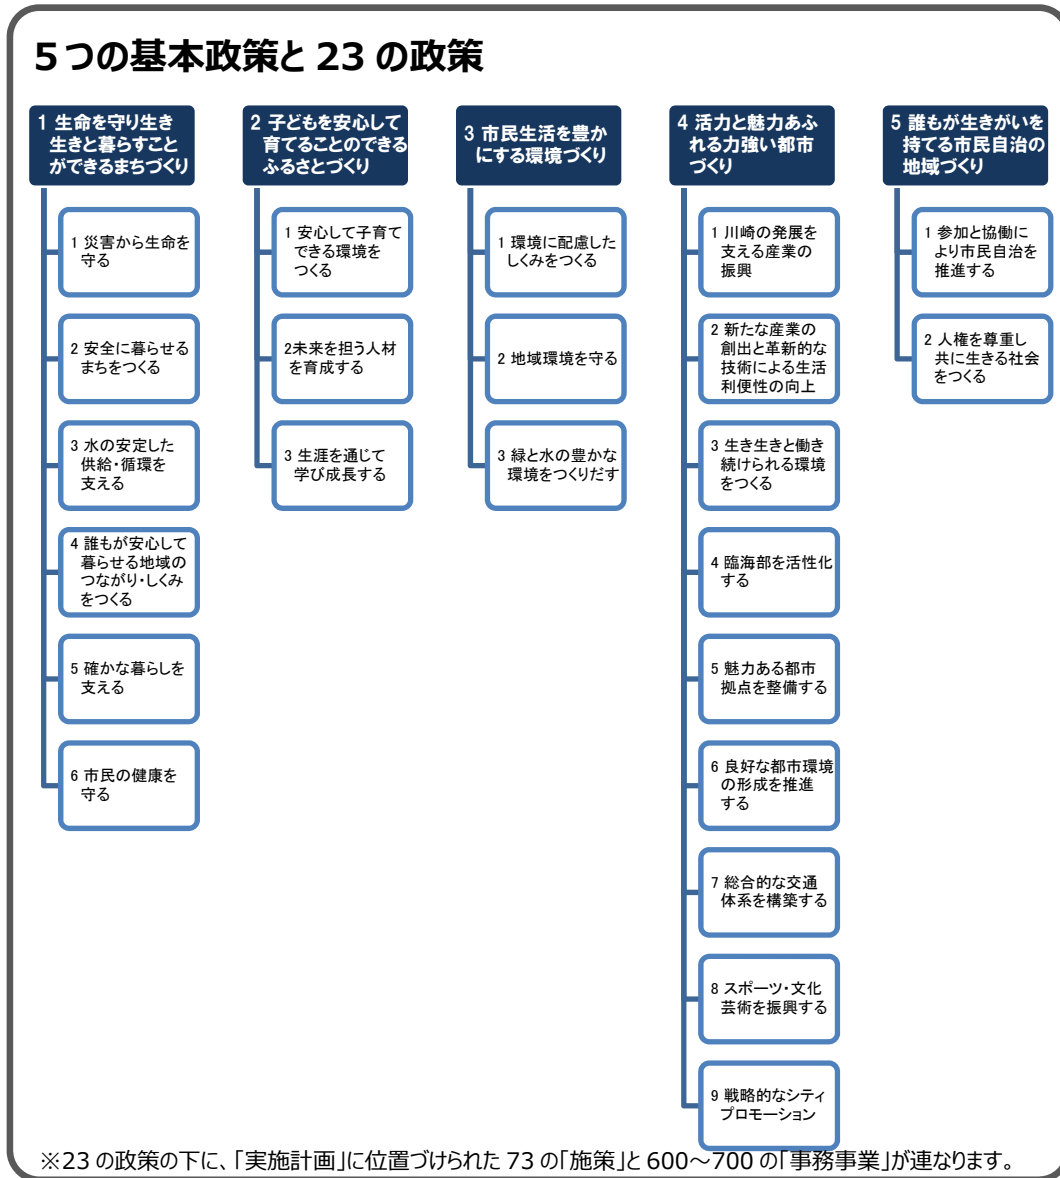 5つの基本政策と 23 の政策
1 生命を守り生き
生きと暮らすこと
ができるまちづくり
1 災害から生命を
守る
2 安全に暮らせる
まちをつくる
3 水の安定した
供給・循環を
支える
4 誰もが安心して
暮らせる地域の
つながり・しくみ
をつくる
5 確かな暮らしを
支える
6 市民の健康を
守る
2 子どもを安心して
育てることのできる
ふるさとづくり
1 安心して子育て
できる環境を
つくる
2未来を担う人材
を育成する
3 生涯を通じて
学び成長する
3 市民生活を豊か
にする環境づくり
1 環境に配慮した
しくみをつくる
2 地域環境を守る
3 緑と水の豊かな
環境をつくりだす
4 活力と魅力あふ
れる力強い都市
づくり
1 川崎の発展を
支える産業の
振興
2 新たな産業の
創出と革新的な
技術による生活
利便性の向上
3 生き生きと働き
続けられる環境
をつくる
4 臨海部を活性化
する
5 魅力ある都市
拠点を整備する
6 良好な都市環境
の形成を推進
する
7 総合的な交通
体系を構築する
8 スポーツ・文化
芸術を振興する
9 戦略的なシティ
プロモーション
5 誰もが生きがいを
持てる市民自治の
地域づくり
1 参加と協働に
より市民自治を
推進する
2 人権を尊重し
共に生きる社会
をつくる
※23 の政策の下に、「実施計画」に位置づけられた 73 の「施策」と 600~700 の「事務事業」が連なります。